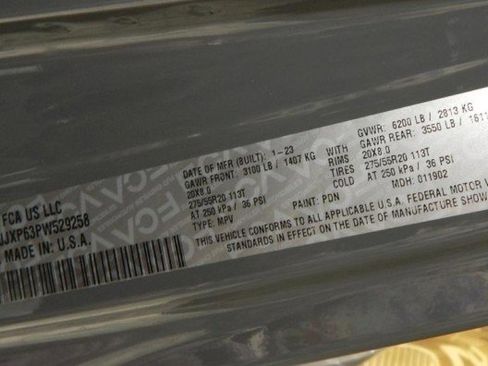 FCA US LLC
JXP63PW529258
MADE IN U.S.A.
DATE OF MFR (BUILT): 1-23 GVWR: 6200 LB / 2813 KG
GAWR FRONT: 3100 LB / 1407 KG WITH GAWR REAR: 3550 LB /
20X8.0 RIMS 20X8.0
275/55R20 113T TIRES 275/55R20 113T
AT 250 kPa / 36 PSI COLD AT 250 kPa / 36 PSI
TYPE: MPV PAINT: PDN MDH: 011902
THIS VEHICLE CONFORMS TO ALL APPLICABLE U.S.A. FEDERAL MOTOR
STANDARDS IN EFFECT ON THE DATE OF MANUFACTURE SHOWN